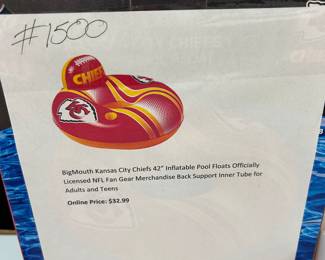 #1500
CHIEFS
KC
BigMouth Kansas City Chiefs 42" Inflatable Pool Floats Officially
Licensed NFL Fan Gear Merchandise Back Support Inner Tube for
Adults and Teens
Online Price: $32.99